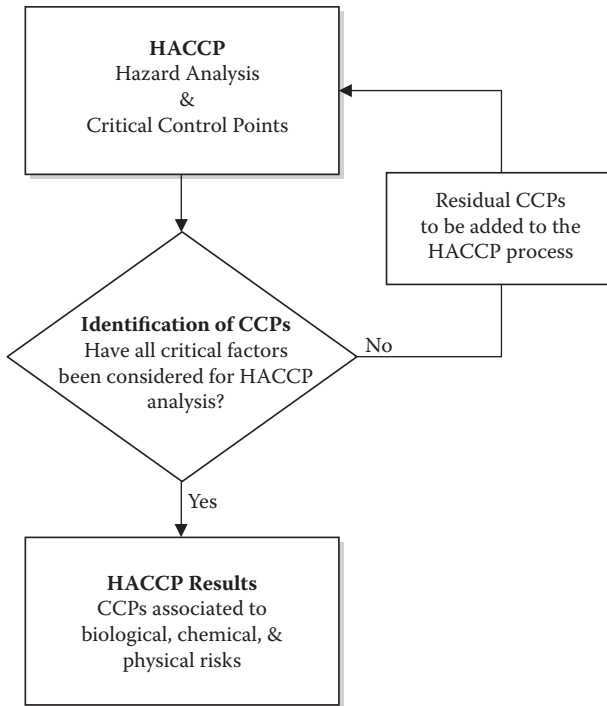 HACCP
Hazard Analysis
&
Critical Control Points
Residual CCPs
to be added to the
HACCP process
Identification of CCPs
Have all critical factors
been considered for HACCP
analysis?
No
Yes
HACCP Results
CCPs associated to
biological, chemical, &
physical risks